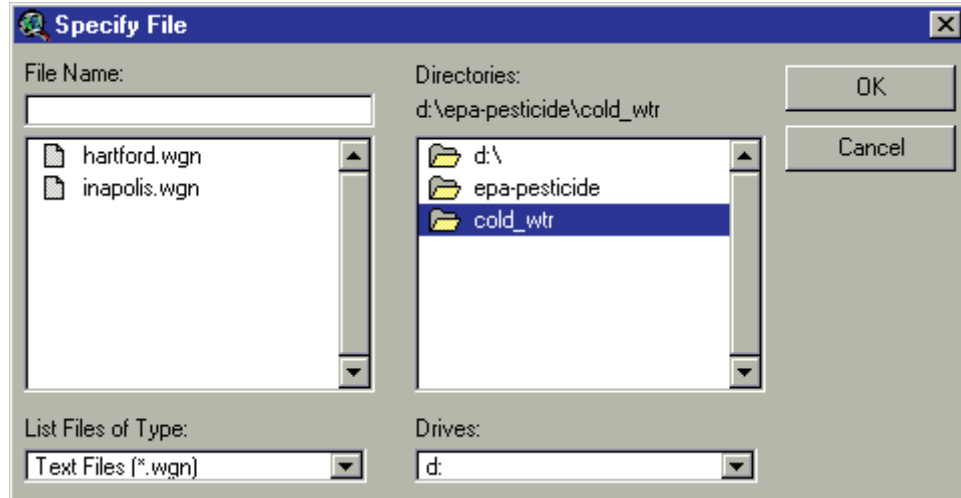 Specify File
File Name:
hartford.wgn
inapolis.wgn
List Files of Type:
Text Files (*.wgn)
Directories:
d:\epa-pesticide\cold_wtr
d:\
epa-pesticide
cold_wtr
Drives:
d:
OK
Cancel